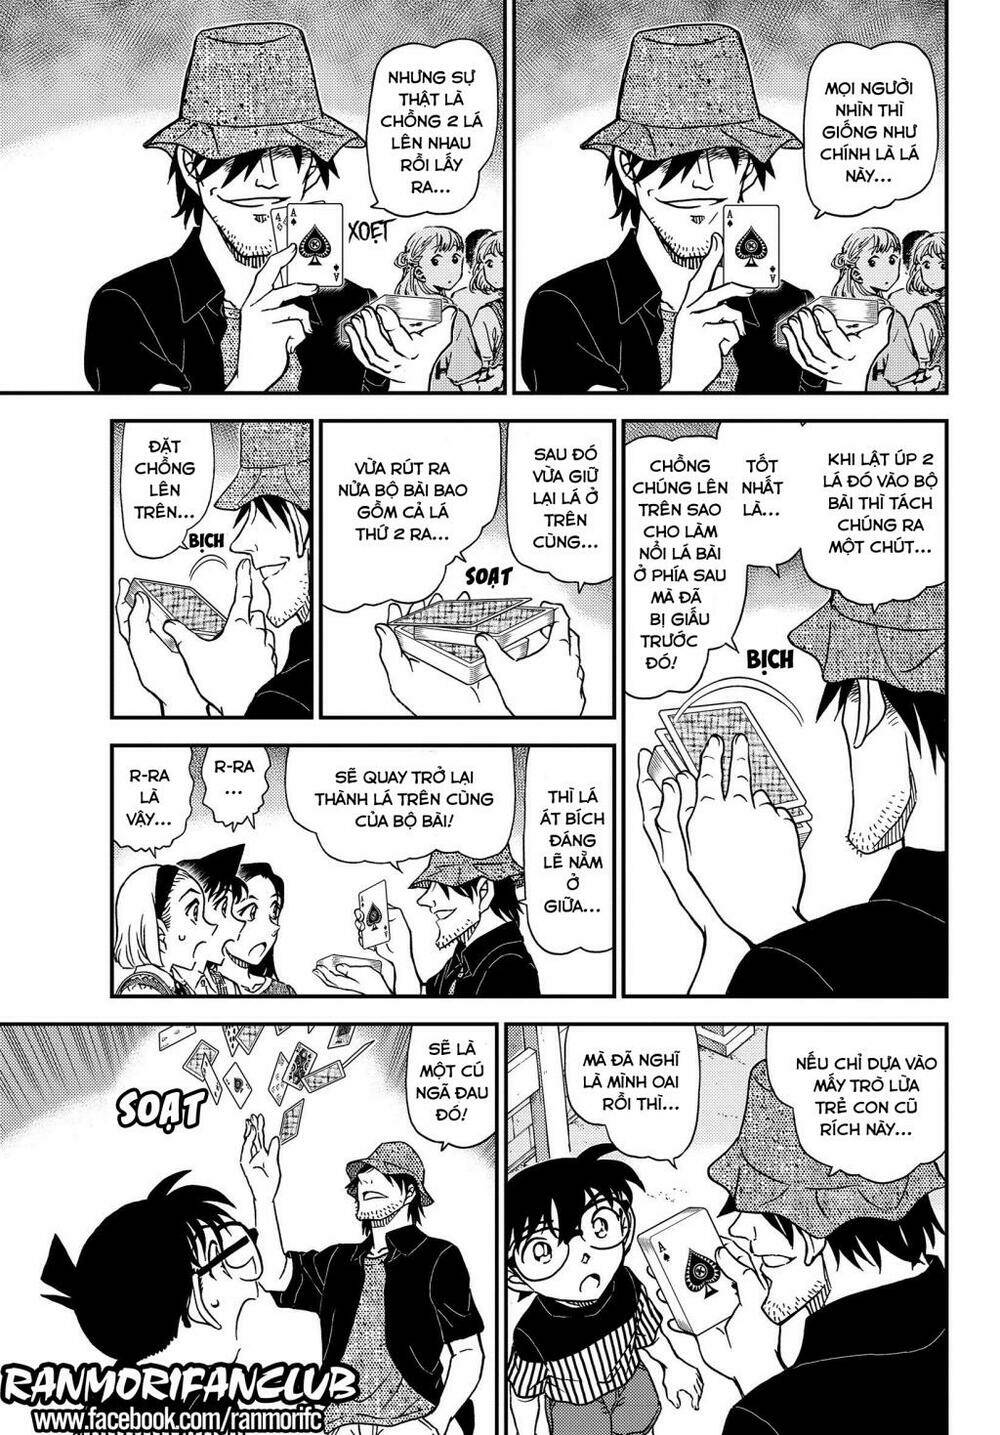 MỌI NGƯỜI
NHÌN THÌ
GIỐNG NHƯ
CHÍNH LÀ LÁ
NÀY...
NHƯNG SỰ
THẬT LÀ
CHỒNG 2 LÁ
LÊN NHAU
RỒI LẤY
RA...
XOẸT
KHI LẬT ÚP 2
LÁ ĐÓ VÀO BỘ
BÀI THÌ TÁCH
CHÚNG RA
MỘT CHÚT...
TỐT
NHẤT
LÀ...
CHỒNG
CHÚNG LÊN
TRÊN SAO
CHO LÀM
NỔI LÁ BÀI
Ở PHÍA SAU
MÀ ĐÃ
BỊ GIẤU
TRƯỚC
ĐÓ!
BỊCH
SAU ĐÓ
VỪA GIỮ
LẠI LÁ Ở
TRÊN
CÙNG...
VỪA RÚT RA
NỬA BỘ BÀI BAO
GỒM CẢ LÁ
THỨ 2 RA...
SOẠT
ĐẶT
CHỒNG
LÊN
TRÊN...
BỊCH
THÌ LÁ
ÁT BÍCH
ĐÁNG
LẼ NẰM
Ở
GIỮA...
SẼ QUAY TRỞ LẠI
THÀNH LÁ TRÊN CÙNG
CỦA BỘ BÀI!
R-RA
...
R-RA
LÀ
VẬY...
NẾU CHỈ DỰA VÀO
MẤY TRÒ LỪA
TRẺ CON CŨ
RÍCH NÀY...
MÀ ĐÃ NGHĨ
LÀ MÌNH OAI
RỒI THÌ...
SẼ LÀ
MỘT CÚ
NGÃ ĐAU
ĐÓ!
SOẠT
RANMORIFANCLUB
www.facebook.com/ranmorifc